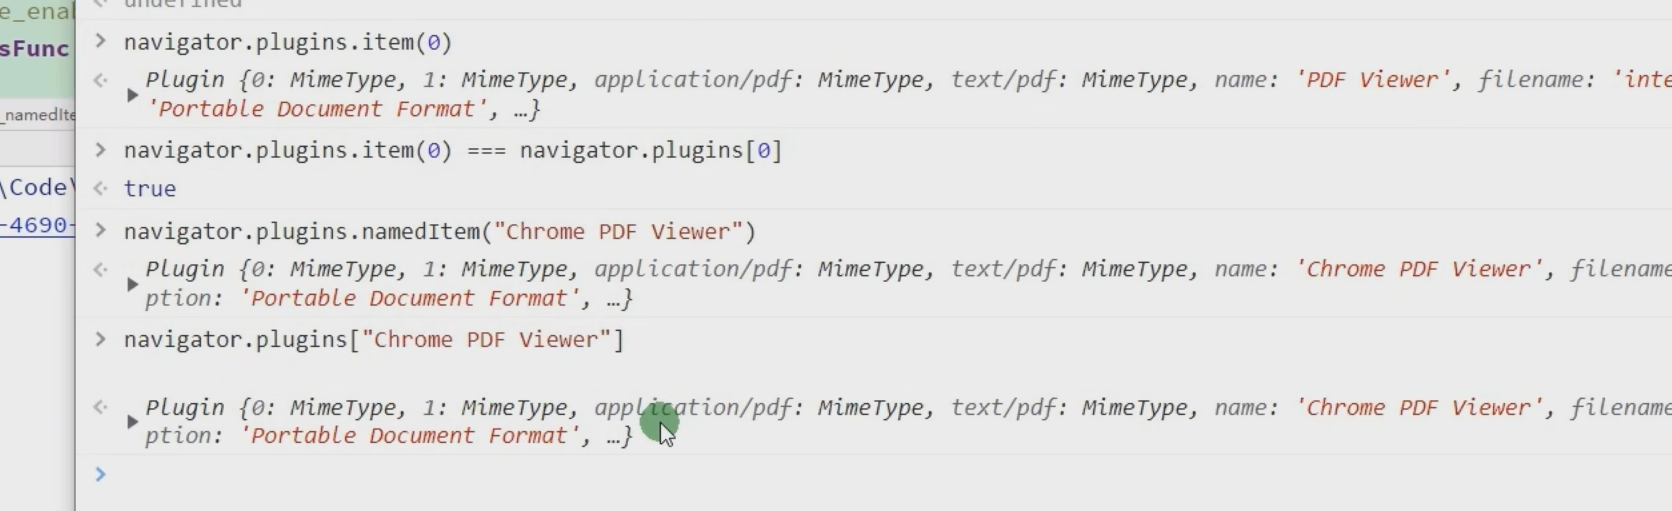 undefined
navigator.plugins.item(0)
Plugin {0: MimeType, 1: MimeType, application/pdf: MimeType, text/pdf: MimeType, name: 'PDF Viewer', filename: 'inte
'Portable Document Format', …}
navigator.plugins.item(0) === navigator.plugins[0]
true
navigator.plugins.namedItem("Chrome PDF Viewer")
Plugin {0: MimeType, 1: MimeType, application/pdf: MimeType, text/pdf: MimeType, name: 'Chrome PDF Viewer', filename
ption: 'Portable Document Format', …}
navigator.plugins["Chrome PDF Viewer"]
Plugin {0: MimeType, 1: MimeType, application/pdf: MimeType, text/pdf: MimeType, name: 'Chrome PDF Viewer', filename
ption: 'Portable Document Format', …}
e_enab
sFunc
_namedIte
\Code\
-4690-